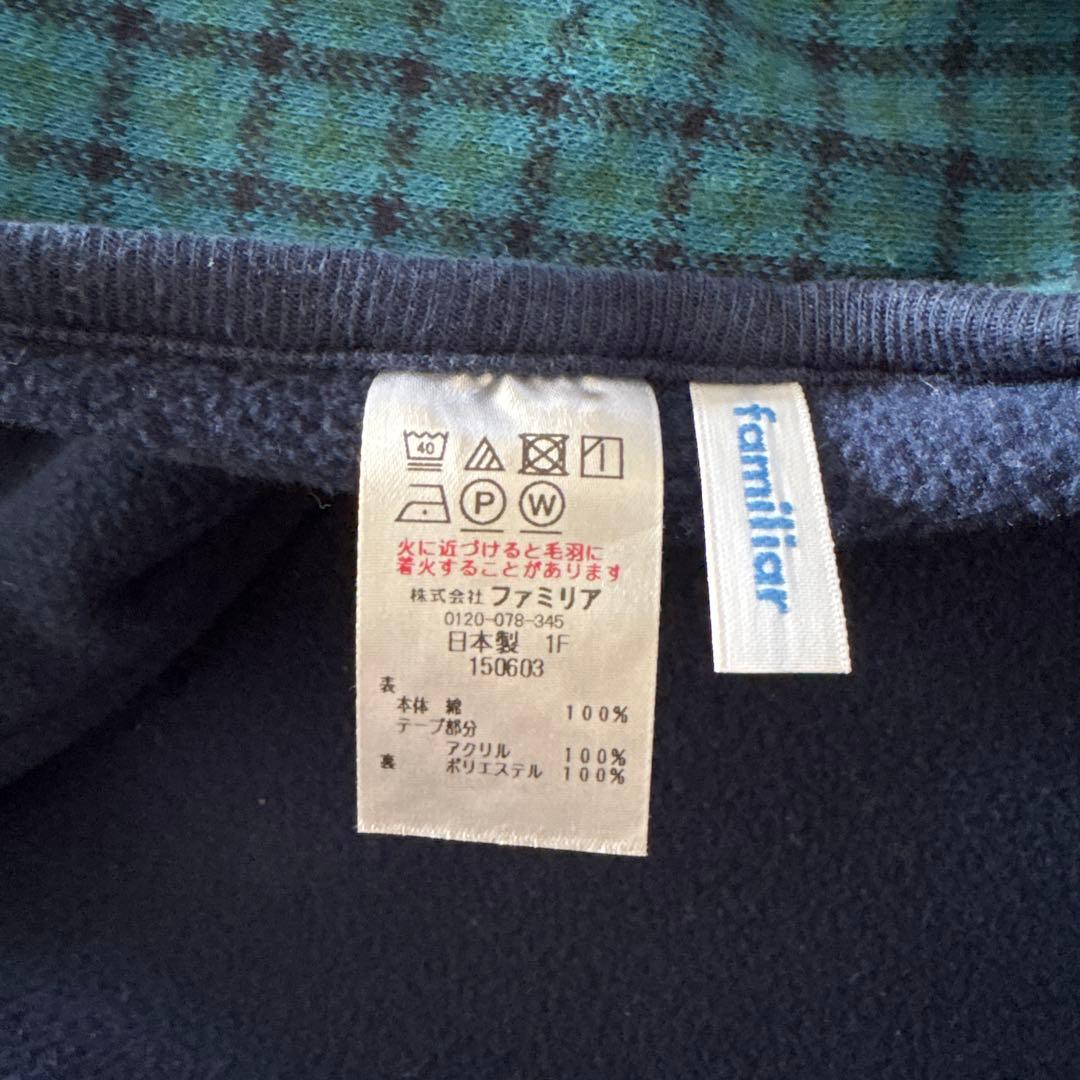 40
P W
火に近づけると毛羽に
着火することがあります
株式会社 ファミリア
0120-078-345
日本製 1F
150603
表
本体 綿 100%
テープ部分
アクリル 100%
裏 ポリエステル 100%
familiar